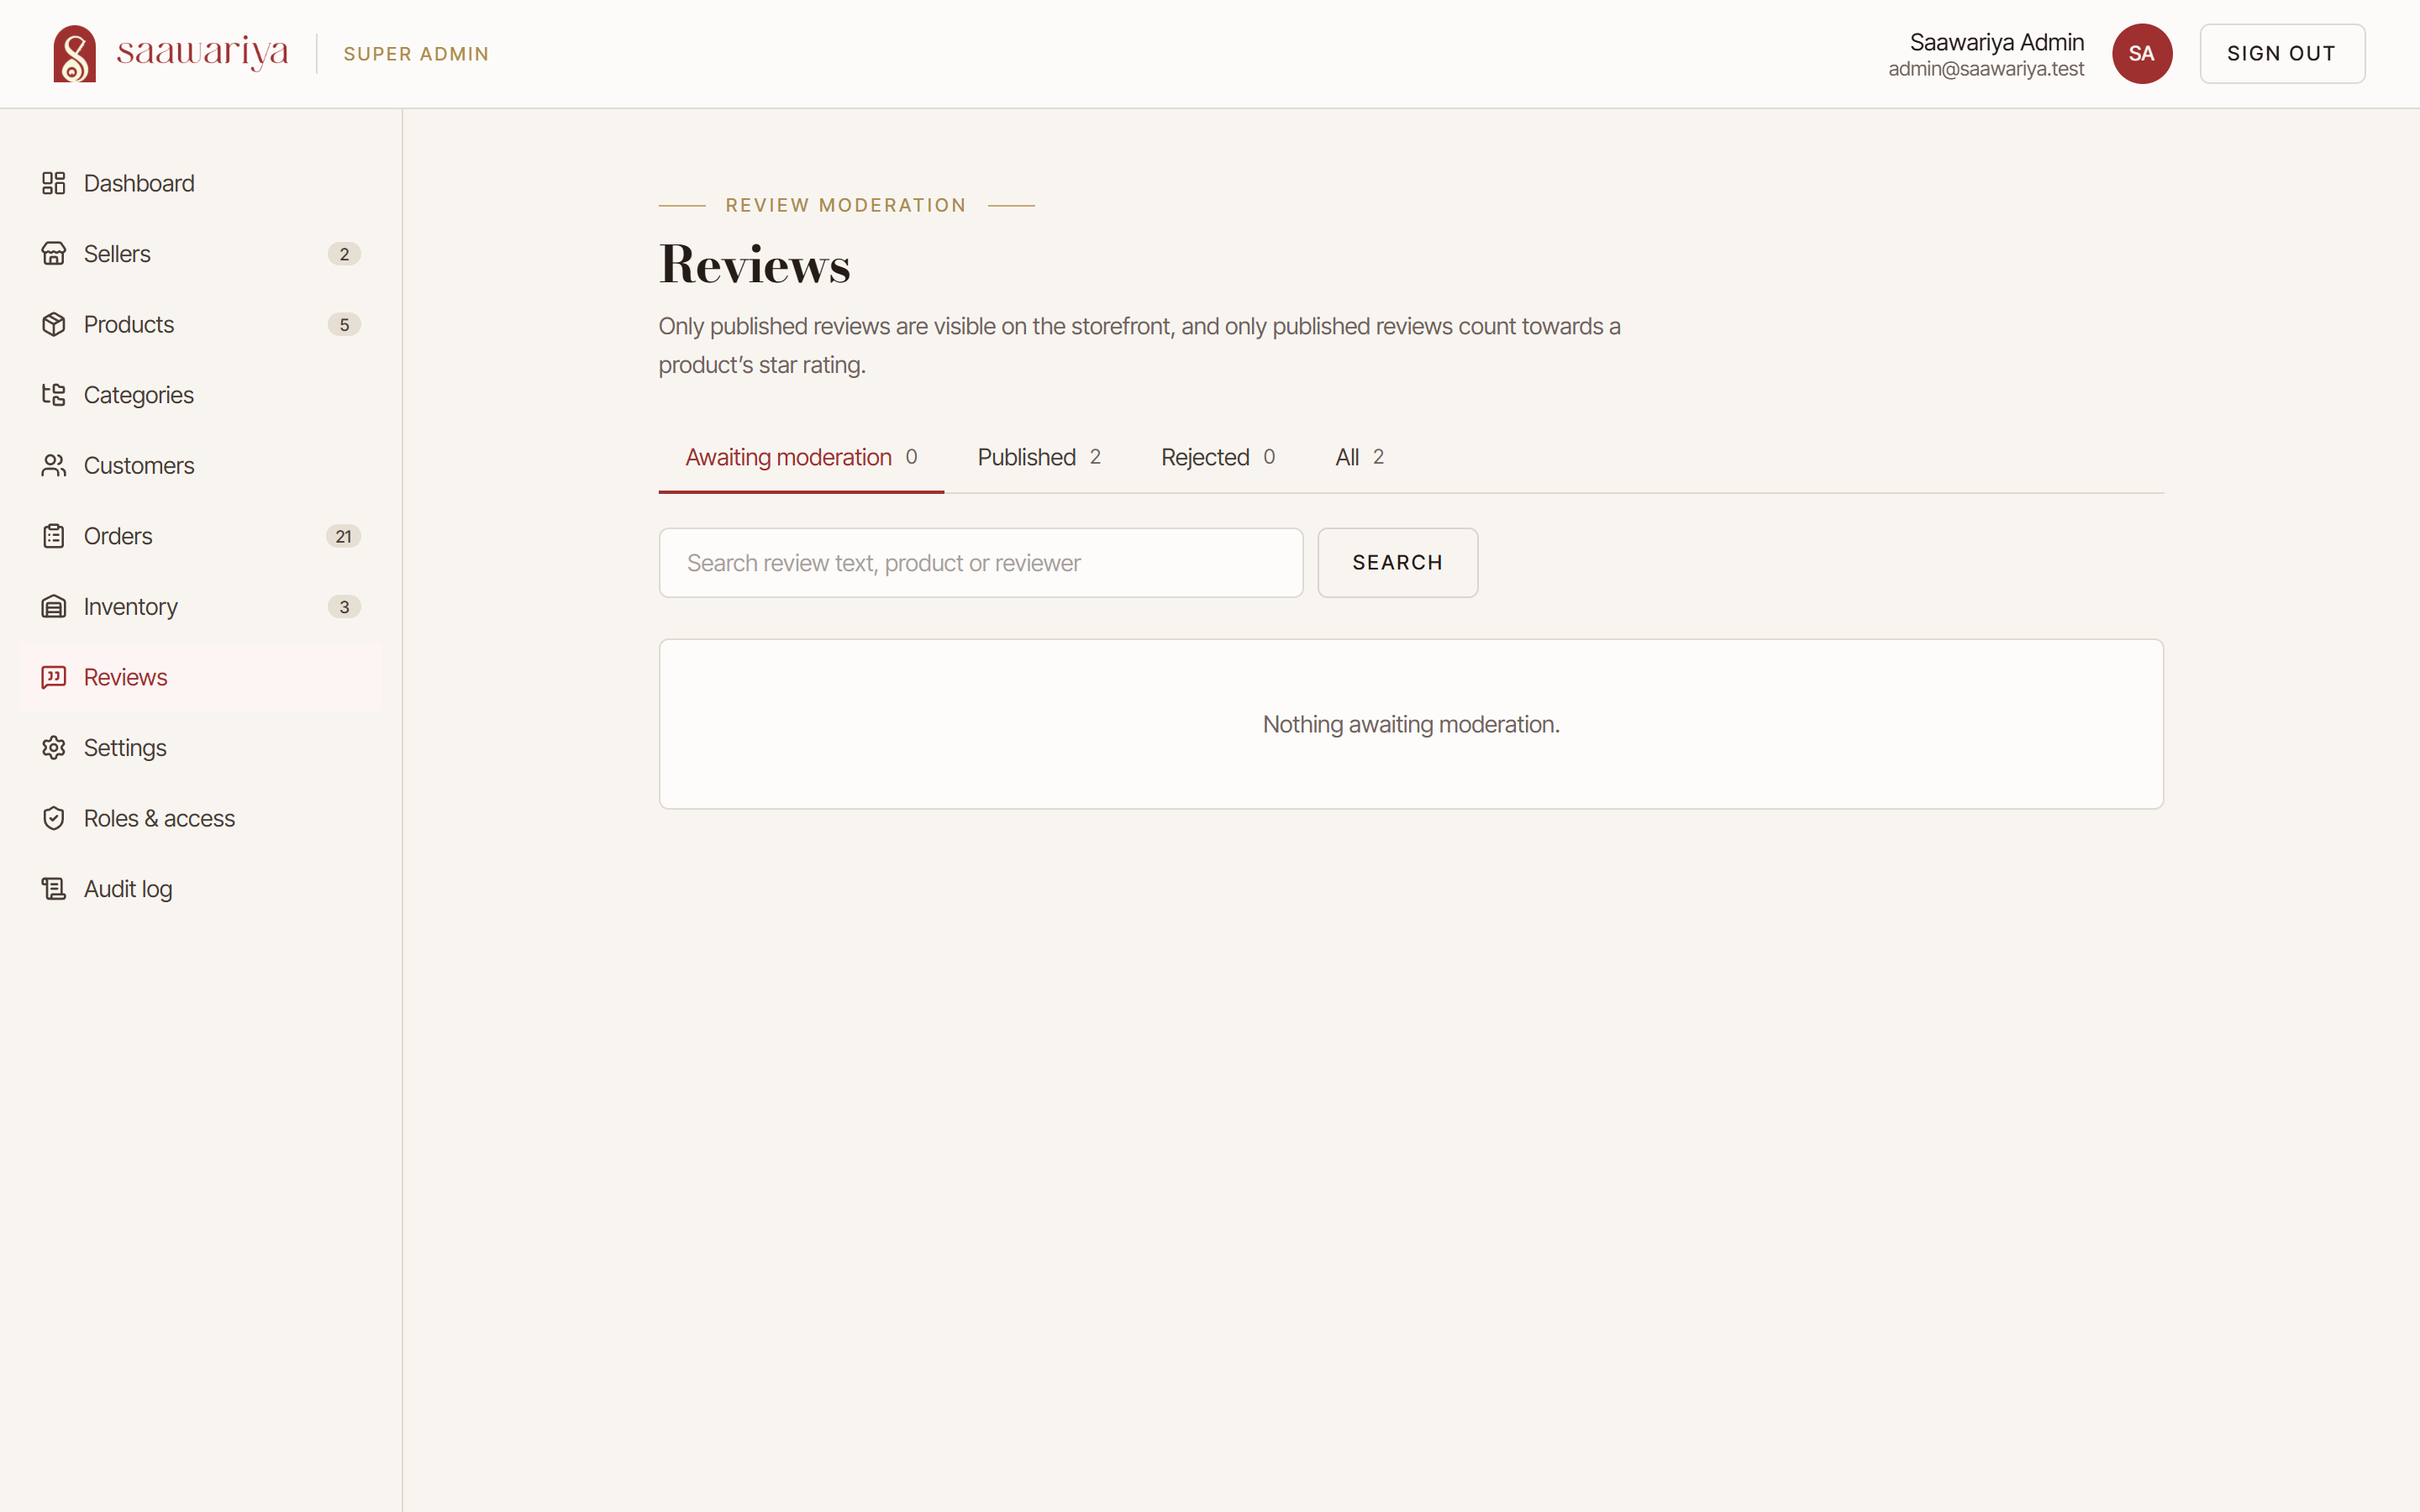 saawariya
SUPER ADMIN
Saawariya Admin
admin@saawariya.test
SA
SIGN OUT
Dashboard
Sellers 2
Products 5
Categories
Customers
Orders 21
Inventory 3
Reviews
Settings
Roles & access
Audit log
REVIEW MODERATION
Reviews
Only published reviews are visible on the storefront, and only published reviews count towards a
product’s star rating.
Awaiting moderation 0 Published 2 Rejected 0 All 2
Search review text, product or reviewer
SEARCH
Nothing awaiting moderation.